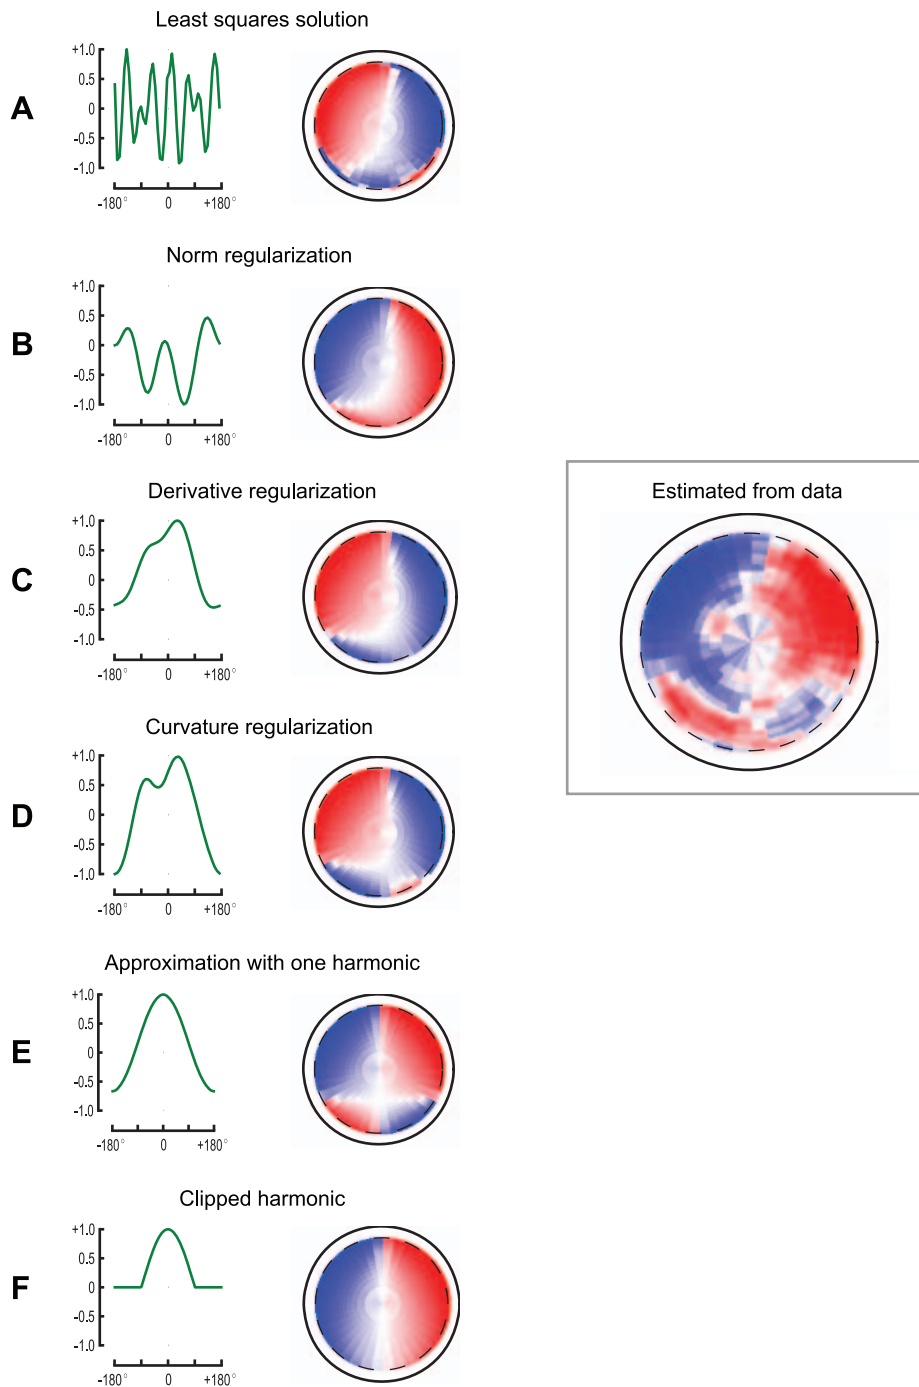 Least squares solution
A
+1.0
0.5
0
-0.5
-1.0
-180° 0 +180°
Norm regularization
B
+1.0
0.5
0
-0.5
-1.0
-180° 0 +180°
Derivative regularization
C
+1.0
0.5
0
-0.5
-1.0
-180° 0 +180°
Estimated from data
Curvature regularization
D
+1.0
0.5
0
-0.5
-1.0
-180° 0 +180°
Approximation with one harmonic
E
+1.0
0.5
0
-0.5
-1.0
-180° 0 +180°
Clipped harmonic
F
+1.0
0.5
0
-0.5
-1.0
-180° 0 +180°